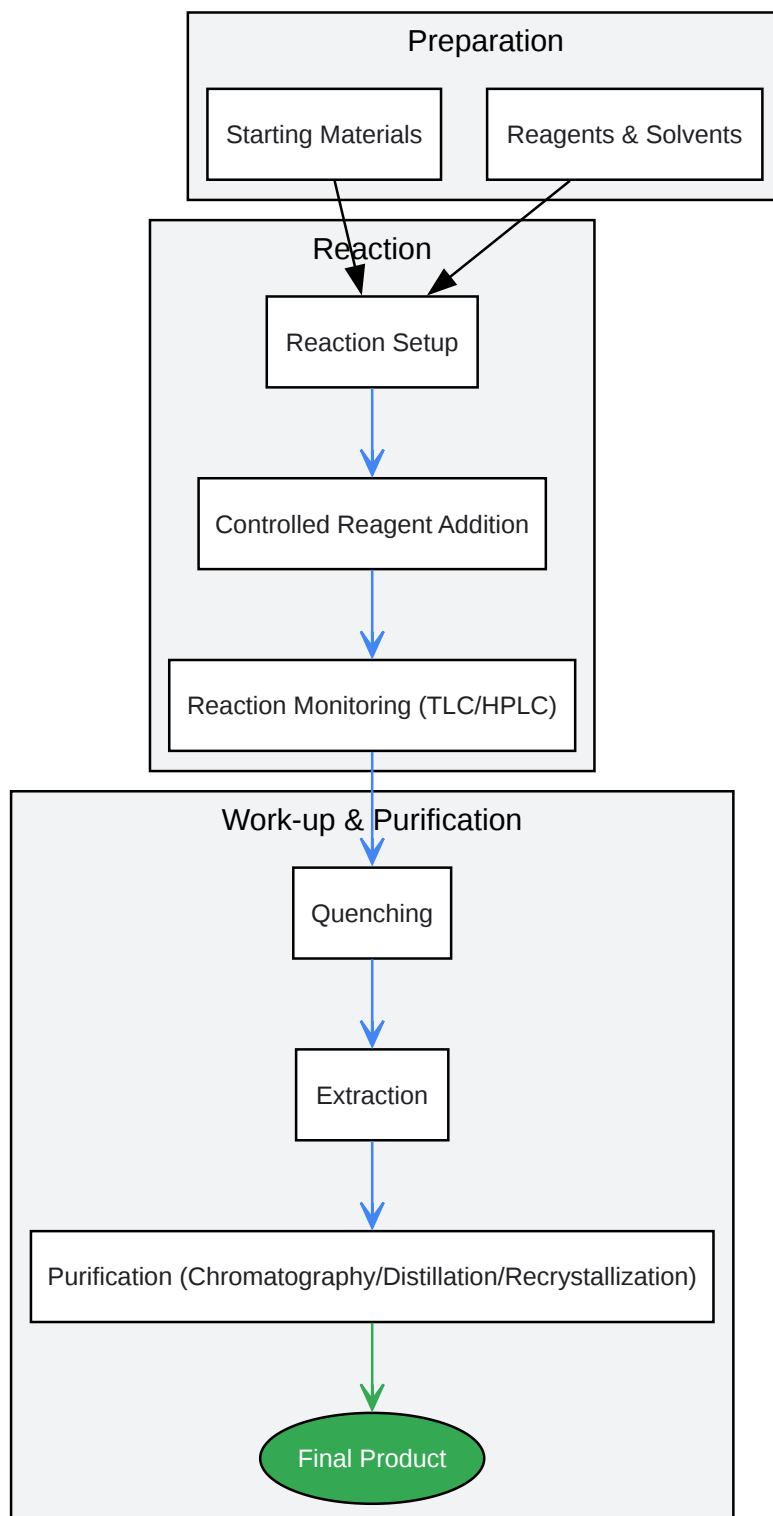 Preparation
Starting Materials
Reagents & Solvents
Reaction
Reaction Setup
Controlled Reagent Addition
Reaction Monitoring (TLC/HPLC)
Work-up & Purification
Quenching
Extraction
Purification (Chromatography/Distillation/Recrystallization)
Final Product